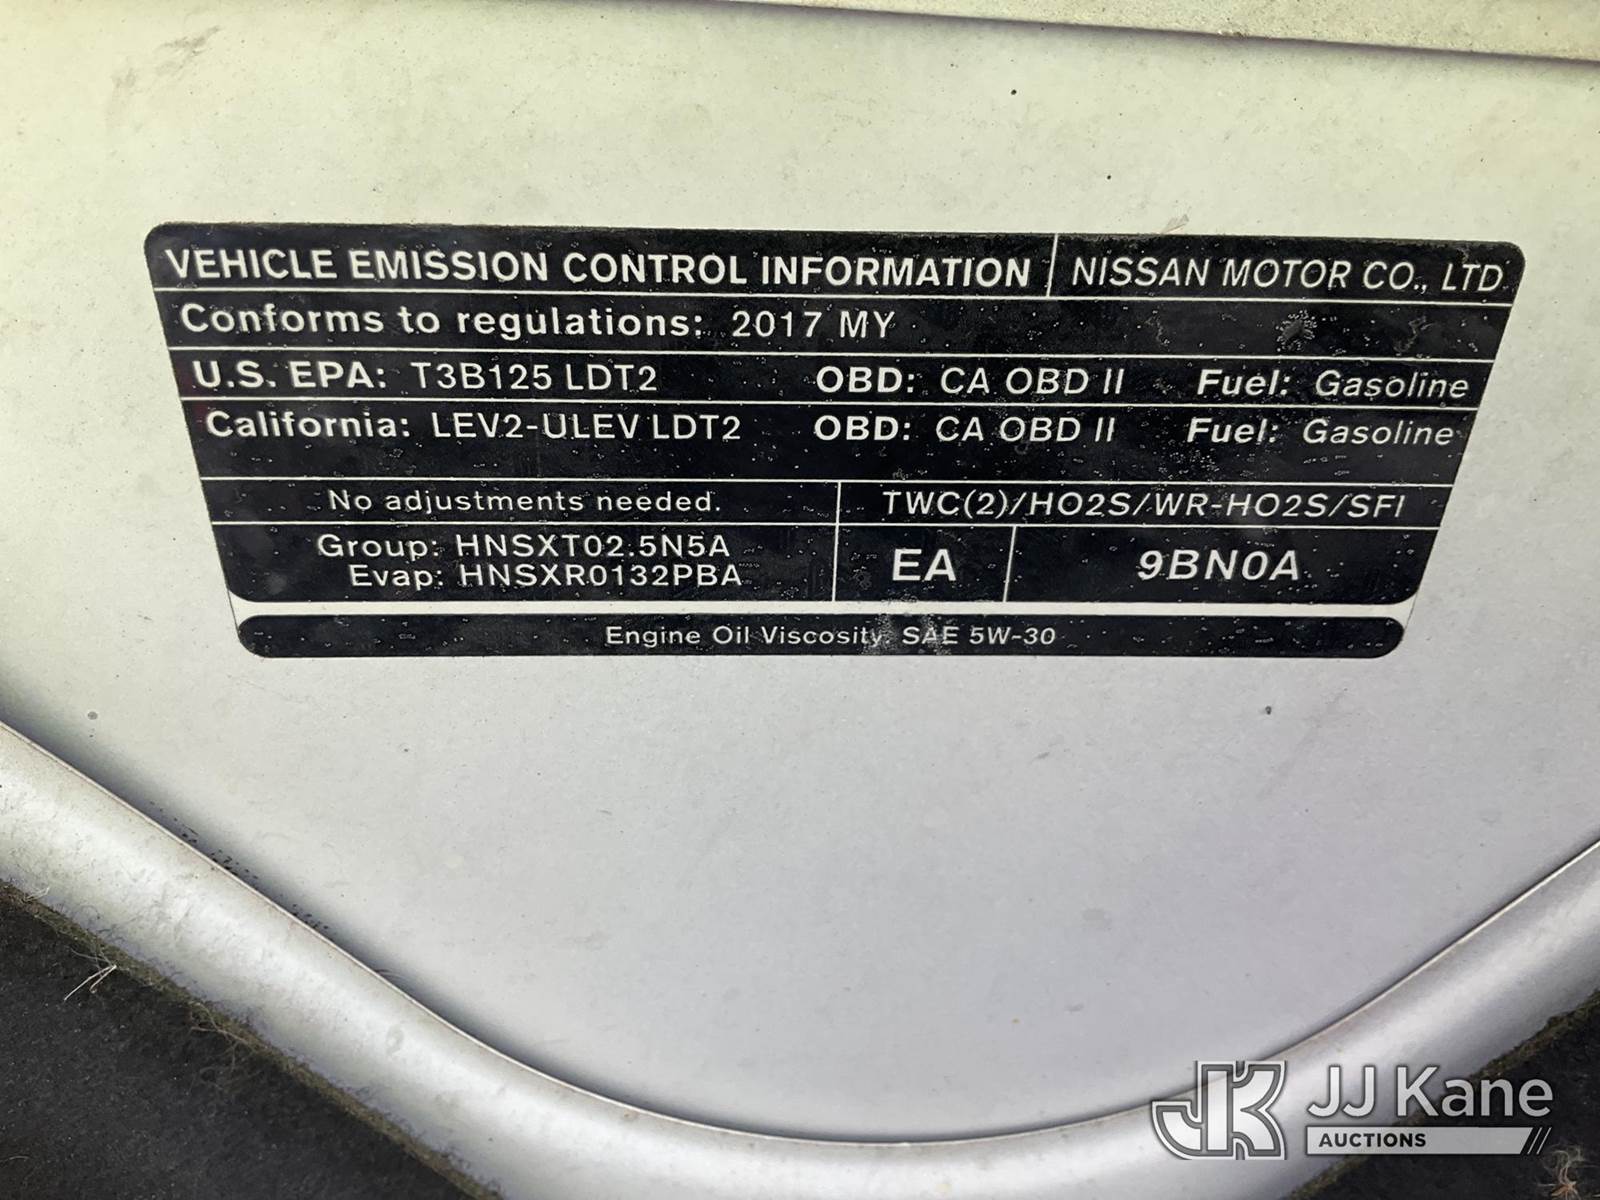 VEHICLE EMISSION CONTROL INFORMATION NISSAN MOTOR CO., LTD.
Conforms to regulations: 2017 MY
U.S. EPA: T3B125 LDT2 OBD: CA OBD II Fuel: Gasoline
California: LEV2-ULEV LDT2 OBD: CA OBD II Fuel: Gasoline
No adjustments needed. TWC(2)/HO2S/WR-HO2S/SFI
Group: HNSXT02.5N5A
Evap: HNSXR0132PBA
EA 9BN0A
Engine Oil Viscosity: SAE 5W-30
JK JJ Kane
AUCTIONS